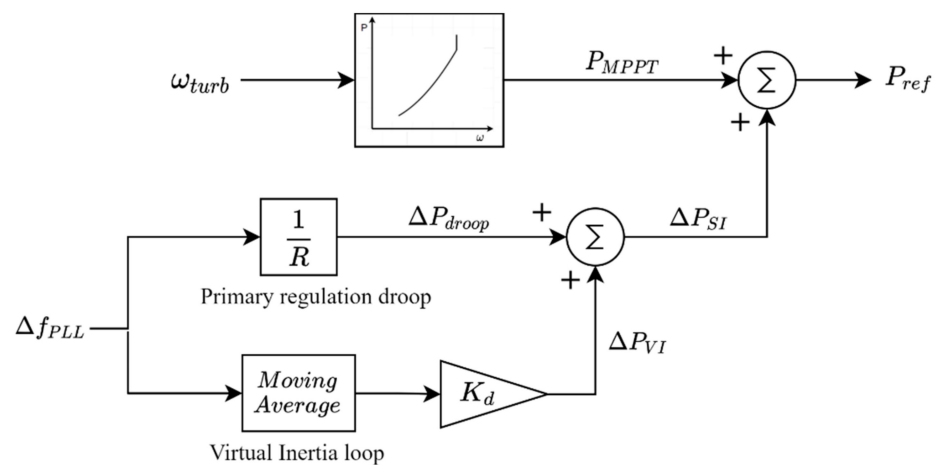 P
ω
ω_turb
P_MPPT
+
Σ
P_ref
+
1
R
ΔP_droop
+
Σ
ΔP_SI
Primary regulation droop
+
Δf_PLL
ΔP_VI
Moving
Average
K_d
Virtual Inertia loop